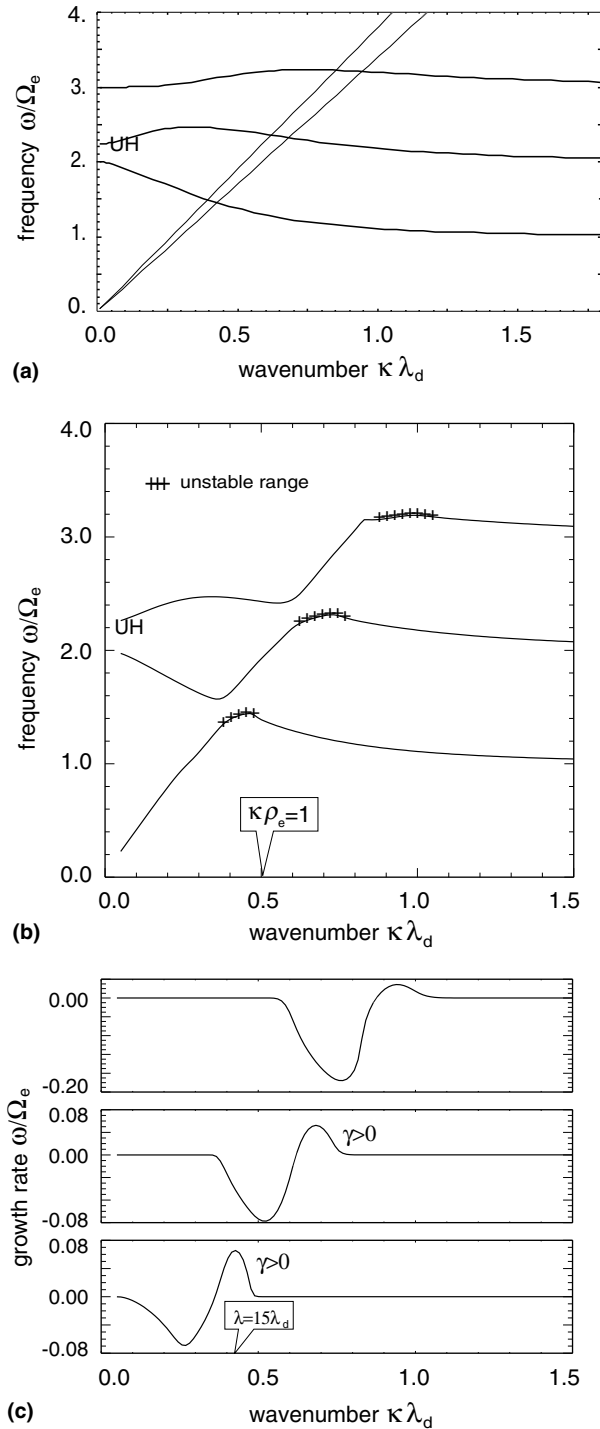 4.
3.
2.
1.
0.
UH
frequency ω/Ωₑ
0.0 0.5 1.0 1.5
wavenumber κ λd
(a)
4.0
3.0
2.0
1.0
0.0
unstable range
UH
frequency ω/Ωₑ
κρₑ=1
0.0 0.5 1.0 1.5
wavenumber κ λd
(b)
0.00
-0.20
0.08
0.00
-0.08
γ>0
0.08
0.00
-0.08
γ>0
λ=15λd
growth rate ω/Ωₑ
0.0 0.5 1.0 1.5
wavenumber κ λd
(c)